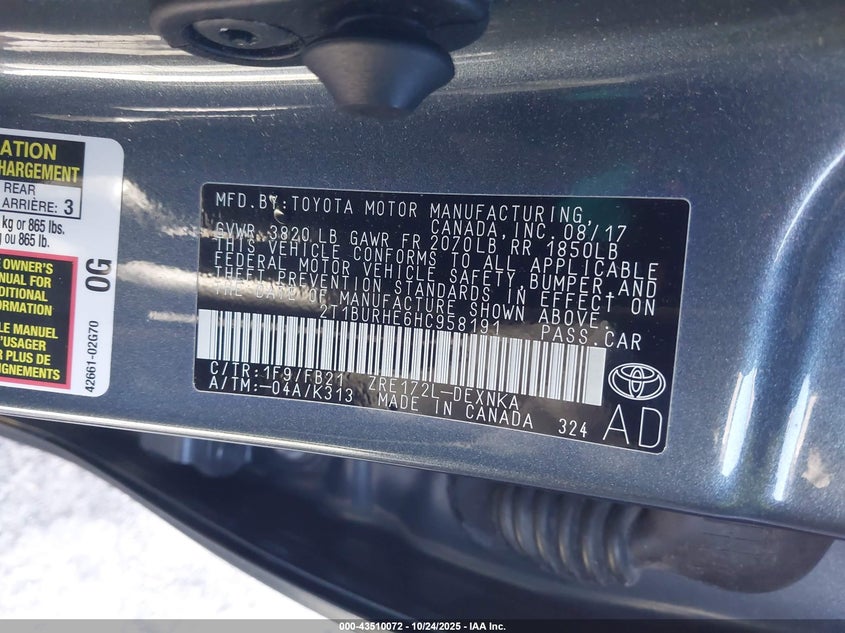 ATION
HARGEMENT
REAR
ARRIÈRE: 3
kg or 865 lbs.
ou 865 lb.
OWNER'S
NUAL FOR
DITIONAL
ORMATION
LE MANUEL
'USAGER
R PLUS DE
0G
42661-02G70
MFD.BY:TOYOTA MOTOR MANUFACTURING,
CANADA, INC. 08/17
GVWR 3820 LB GAWR FR 2070LB RR 1850LB
THIS VEHICLE CONFORMS TO ALL APPLICABLE
FEDERAL MOTOR VEHICLE SAFETY, BUMPER, AND
THEFT PREVENTION STANDARDS IN EFFECT ON
THE DATE OF MANUFACTURE SHOWN ABOVE.
2T1BURHE6HC958191 PASS.CAR
C/TR:1F9/FB21 ZRE172L-DEXNKA
A/TM:-04A/K313 MADE IN CANADA 324
AD
000-43510072 - 10/24/2025 - IAA Inc.